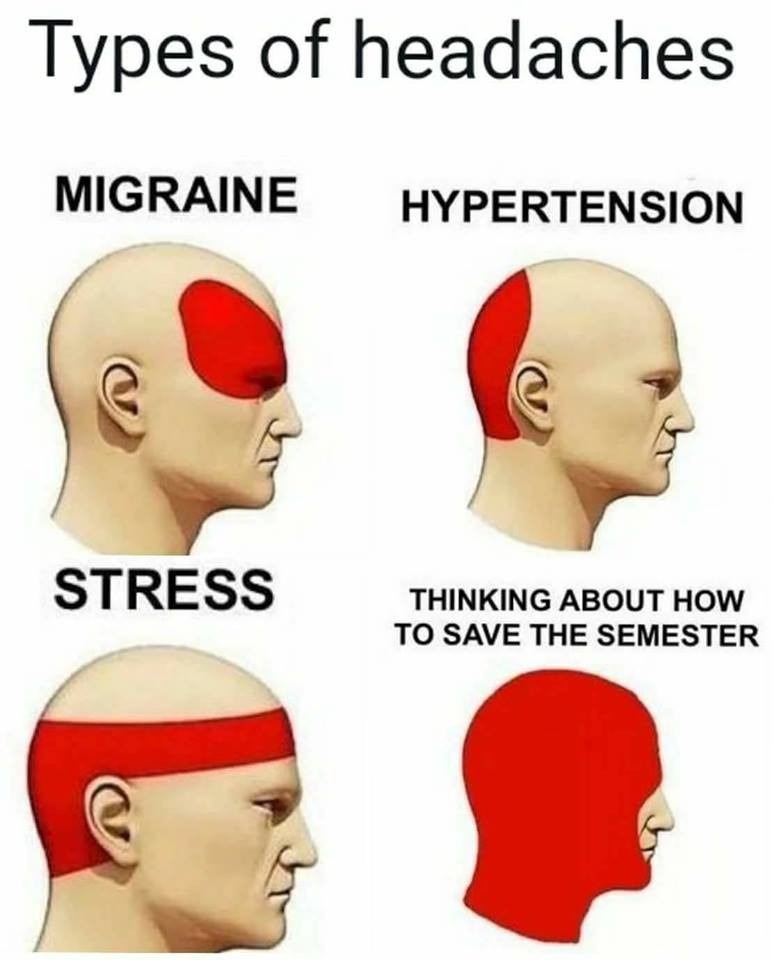 Types of headaches
MIGRAINE
HYPERTENSION
STRESS
THINKING ABOUT HOW
TO SAVE THE SEMESTER